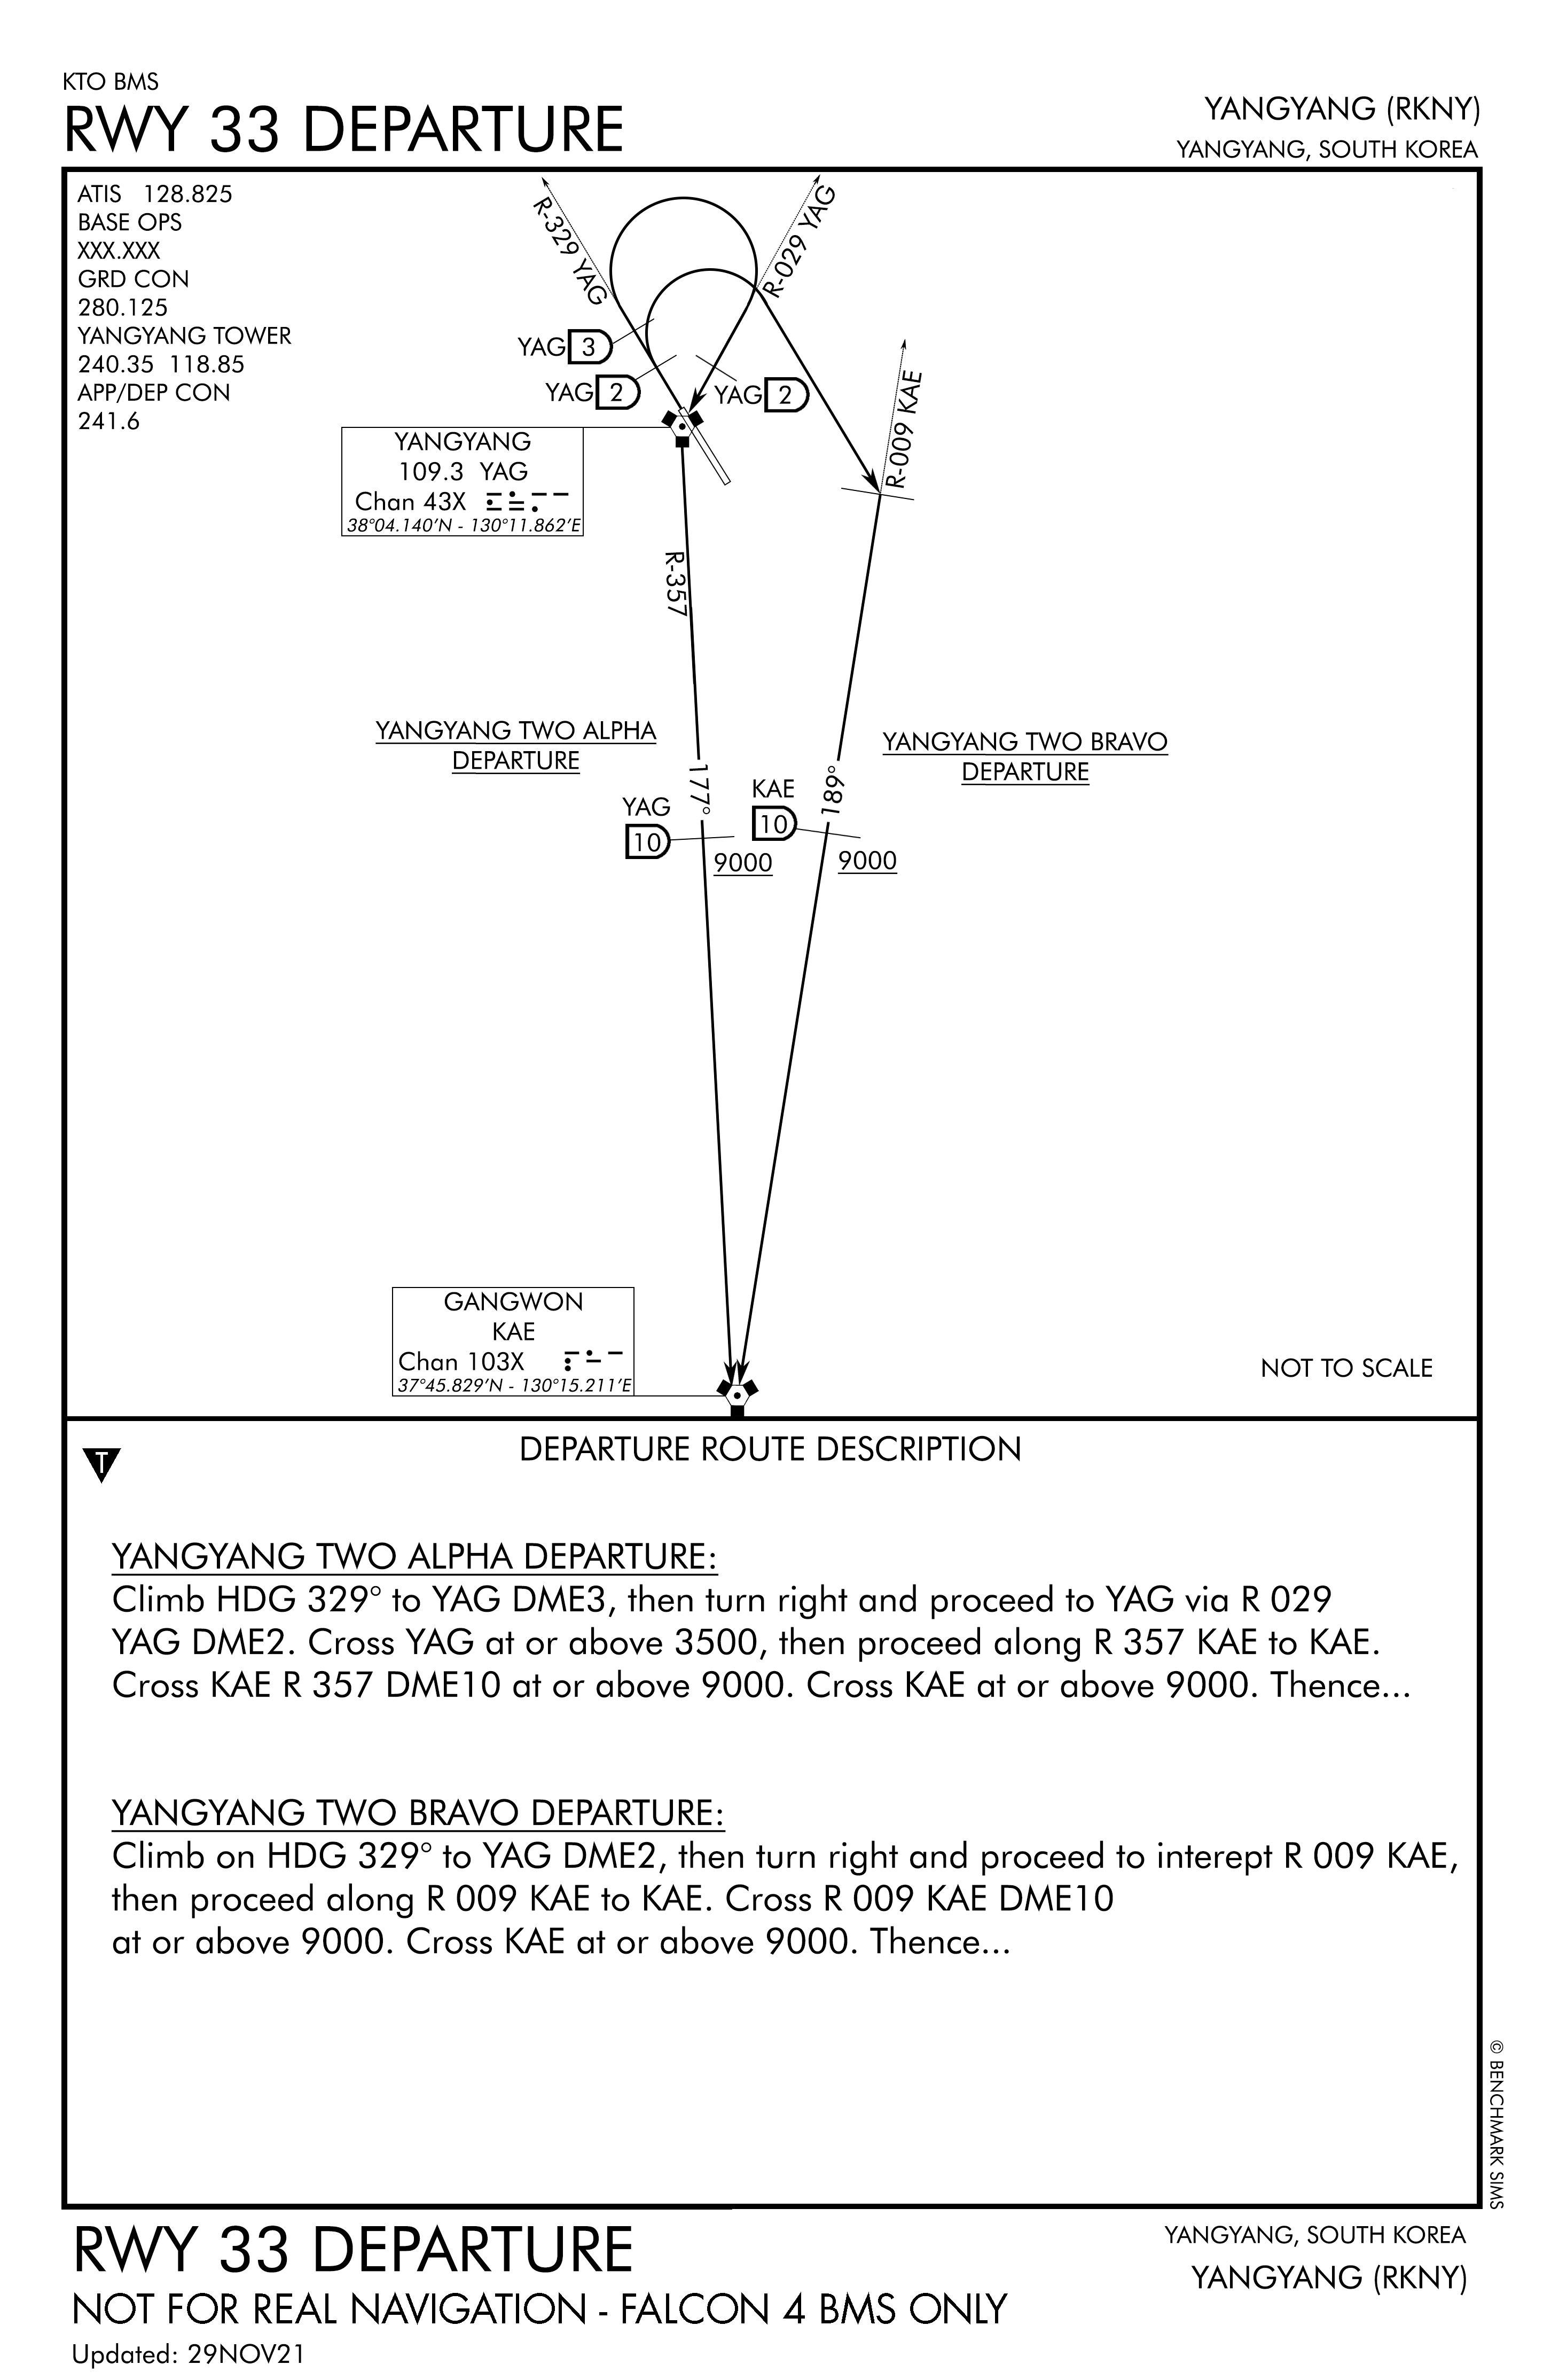 KTO BMS
RWY 33 DEPARTURE
YANGYANG (RKNY)
YANGYANG, SOUTH KOREA
ATIS 128.825
BASE OPS
XXX.XXX
GRD CON
280.125
YANGYANG TOWER
240.35 118.85
APP/DEP CON
241.6
R-329 YAG
R-029 YAG
YAG 3
YAG 2
YAG 2
R-009 KAE
YANGYANG
109.3 YAG
Chan 43X
38°04.140'N - 130°11.862'E
R-357
YANGYANG TWO ALPHA
DEPARTURE
YANGYANG TWO BRAVO
DEPARTURE
177°
189°
YAG
10
9000
KAE
10
9000
GANGWON
KAE
Chan 103X
37°45.829'N - 130°15.211'E
NOT TO SCALE
T
DEPARTURE ROUTE DESCRIPTION
YANGYANG TWO ALPHA DEPARTURE:
Climb HDG 329° to YAG DME3, then turn right and proceed to YAG via R 029
YAG DME2. Cross YAG at or above 3500, then proceed along R 357 KAE to KAE.
Cross KAE R 357 DME10 at or above 9000. Cross KAE at or above 9000. Thence...
YANGYANG TWO BRAVO DEPARTURE:
Climb on HDG 329° to YAG DME2, then turn right and proceed to interept R 009 KAE,
then proceed along R 009 KAE to KAE. Cross R 009 KAE DME10
at or above 9000. Cross KAE at or above 9000. Thence...
© BENCHMARK SIMS
RWY 33 DEPARTURE
NOT FOR REAL NAVIGATION - FALCON 4 BMS ONLY
Updated: 29NOV21
YANGYANG, SOUTH KOREA
YANGYANG (RKNY)